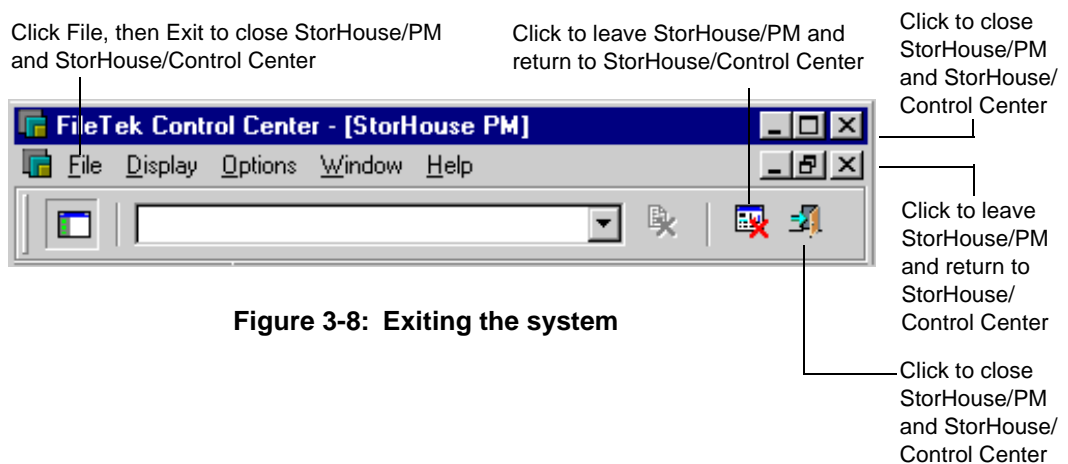 Click File, then Exit to close StorHouse/PM
and StorHouse/Control Center
Click to leave StorHouse/PM and
return to StorHouse/Control Center
Click to close
StorHouse/PM
and StorHouse/
Control Center
FileTek Control Center - [StorHouse PM]
File Display Options Window Help
Click to leave
StorHouse/PM
and return to
StorHouse/
Control Center
Figure 3-8: Exiting the system
Click to close
StorHouse/PM
and StorHouse/
Control Center